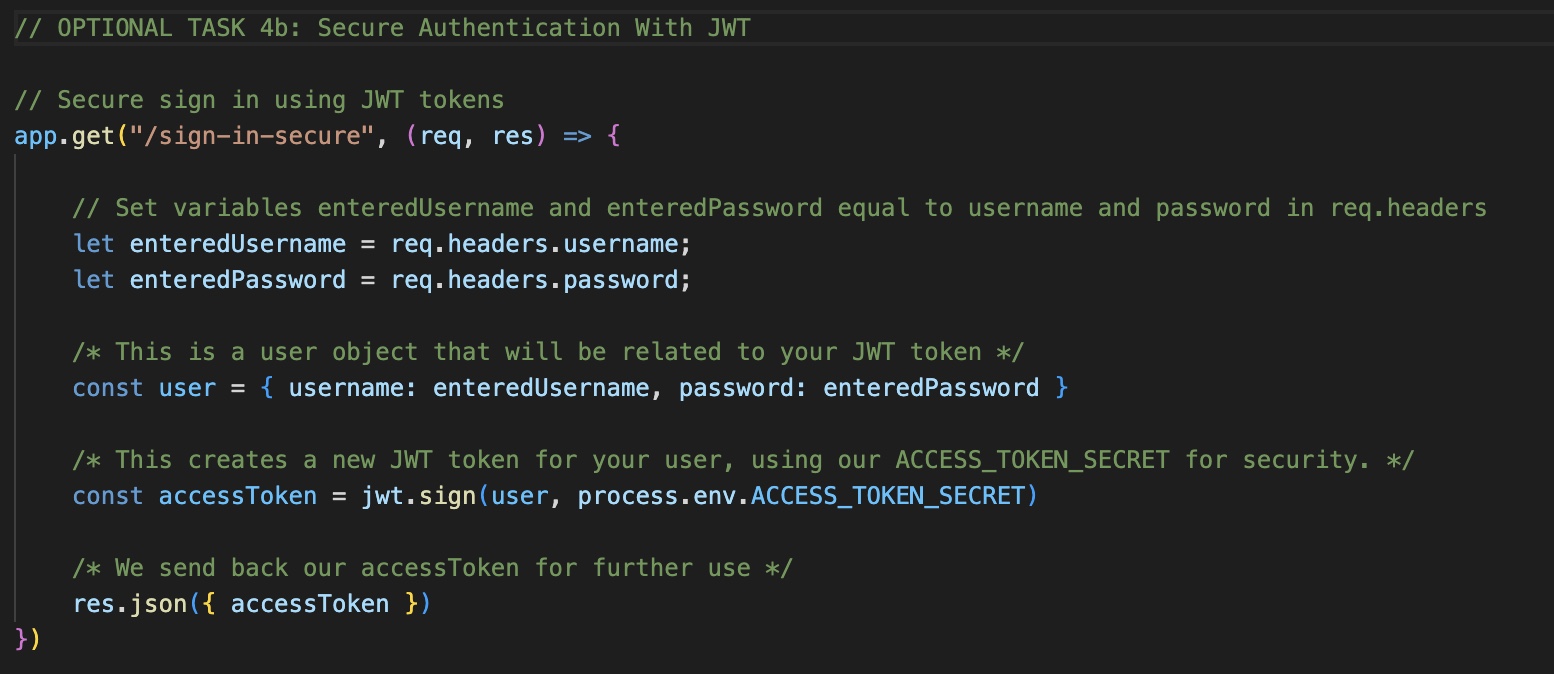 // OPTIONAL TASK 4b: Secure Authentication With JWT
// Secure sign in using JWT tokens
app.get("/sign-in-secure", (req, res) => {
// Set variables enteredUsername and enteredPassword equal to username and password in req.headers
let enteredUsername = req.headers.username;
let enteredPassword = req.headers.password;
/* This is a user object that will be related to your JWT token */
const user = { username: enteredUsername, password: enteredPassword }
/* This creates a new JWT token for your user, using our ACCESS_TOKEN_SECRET for security. */
const accessToken = jwt.sign(user, process.env.ACCESS_TOKEN_SECRET)
/* We send back our accessToken for further use */
res.json({ accessToken })
})